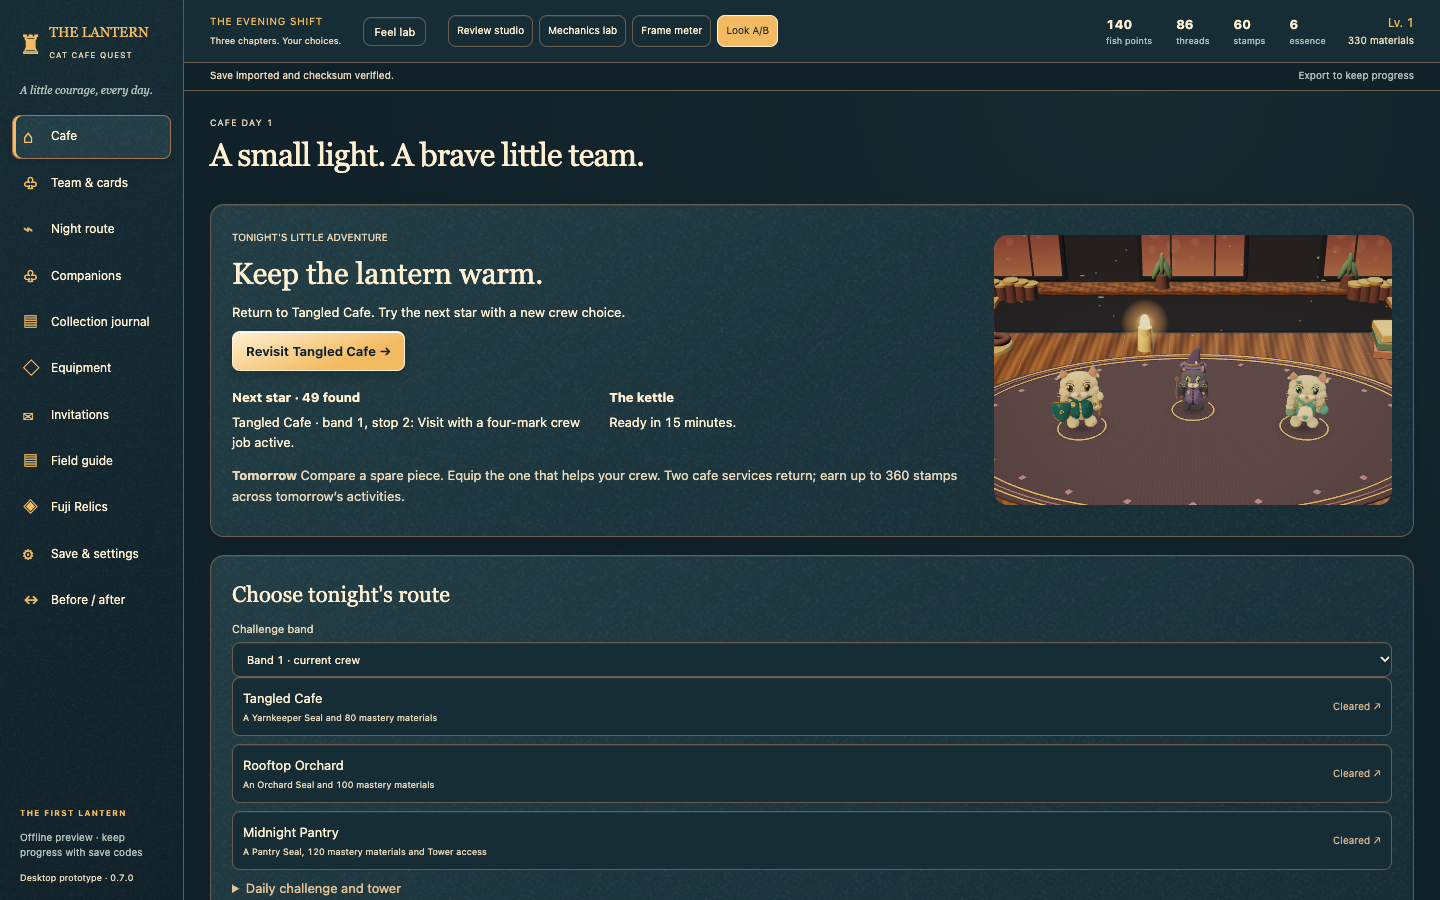 THE LANTERN
CAT CAFE QUEST
A little courage, every day.
Cafe
Team & cards
Night route
Companions
Collection journal
Equipment
Invitations
Field guide
Fuji Relics
Save & settings
Before / after
THE FIRST LANTERN
Offline preview · keep
progress with save codes
Desktop prototype · 0.7.0
THE EVENING SHIFT
Three chapters. Your choices.
Feel lab
Review studio
Mechanics lab
Frame meter
Look A/B
140
fish points
86
threads
60
stamps
6
essence
Lv. 1
330 materials
Save imported and checksum verified.
Export to keep progress
CAFE DAY 1
A small light. A brave little team.
TONIGHT'S LITTLE ADVENTURE
Keep the lantern warm.
Return to Tangled Cafe. Try the next star with a new crew choice.
Revisit Tangled Cafe →
Next star · 49 found
Tangled Cafe · band 1, stop 2: Visit with a four-mark crew
job active.
The kettle
Ready in 15 minutes.
Tomorrow Compare a spare piece. Equip the one that helps your crew. Two cafe services return; earn up to 360 stamps
across tomorrow's activities.
Choose tonight's route
Challenge band
Band 1 · current crew
Tangled Cafe
A Yarnkeeper Seal and 80 mastery materials
Cleared ↗
Rooftop Orchard
An Orchard Seal and 100 mastery materials
Cleared ↗
Midnight Pantry
A Pantry Seal, 120 mastery materials and Tower access
Cleared ↗
Daily challenge and tower